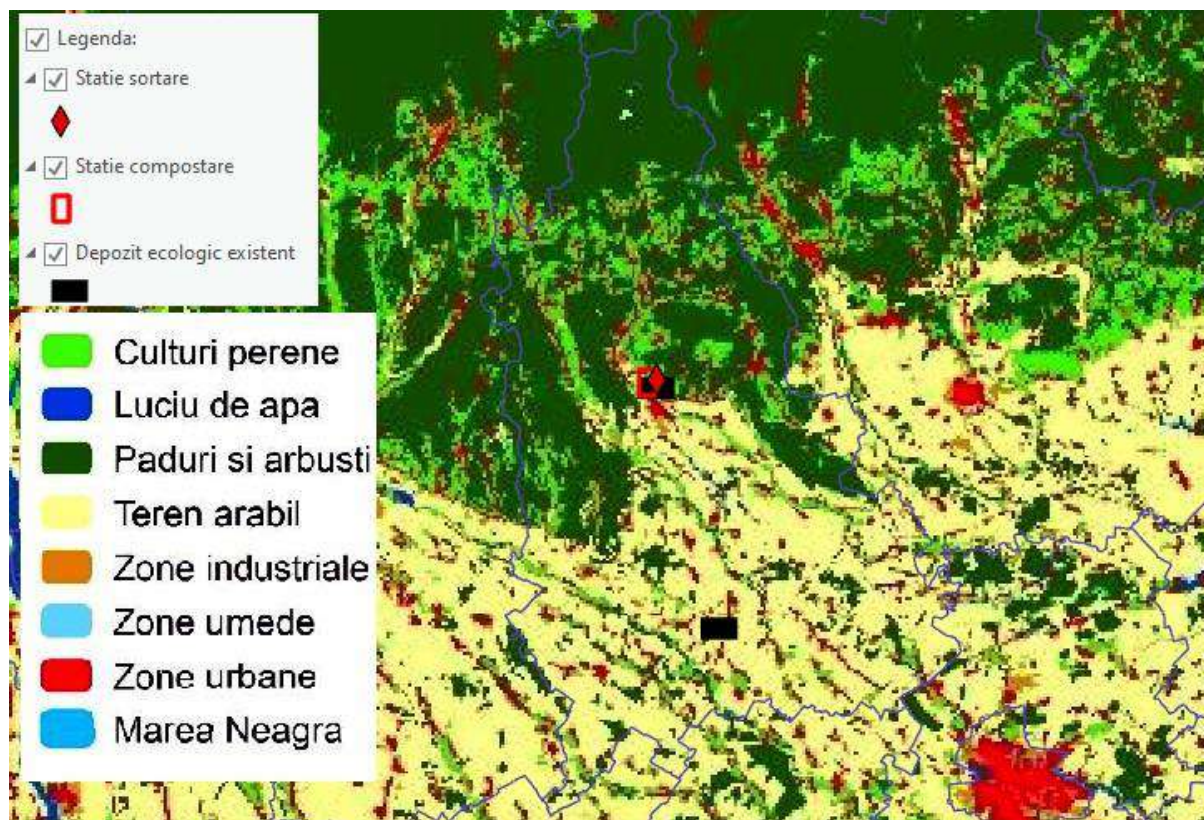 Legenda:
Statie sortare
Statie compostare
Depozit ecologic existent
Culturi perene
Luciu de apa
Paduri si arbusti
Teren arabil
Zone industriale
Zone umede
Zone urbane
Marea Neagra